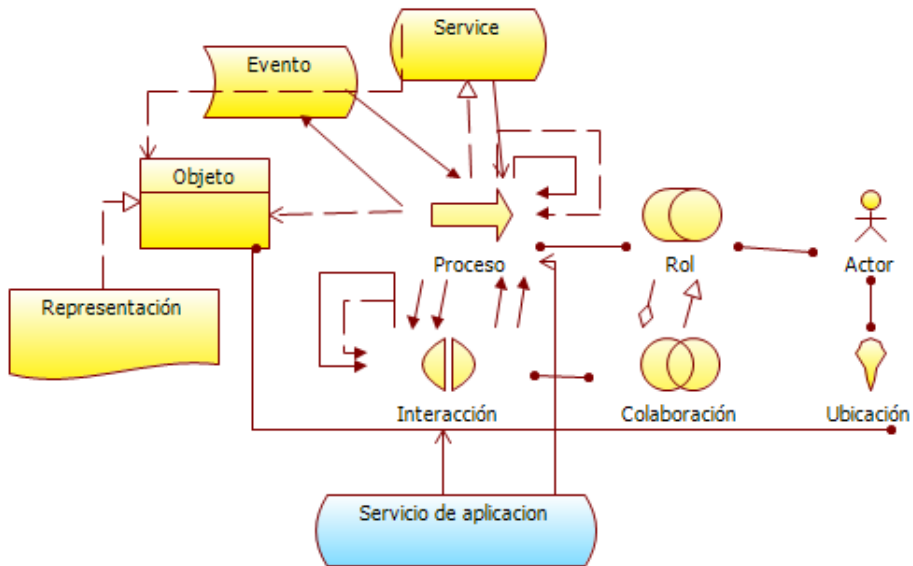 Service
Evento
Objeto
Proceso
Rol
Actor
Representación
Interacción
Colaboración
Ubicación
Servicio de aplicacion